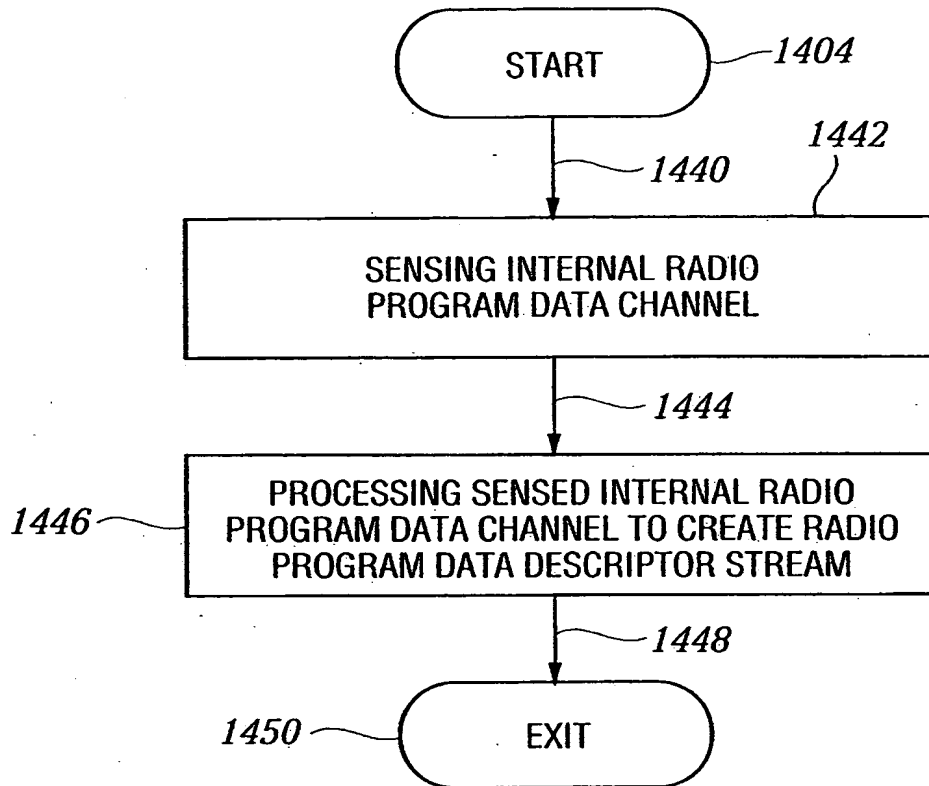 START
1404
1440
1442
SENSING INTERNAL RADIO
PROGRAM DATA CHANNEL
1444
1446
PROCESSING SENSED INTERNAL RADIO
PROGRAM DATA CHANNEL TO CREATE RADIO
PROGRAM DATA DESCRIPTOR STREAM
1448
1450
EXIT